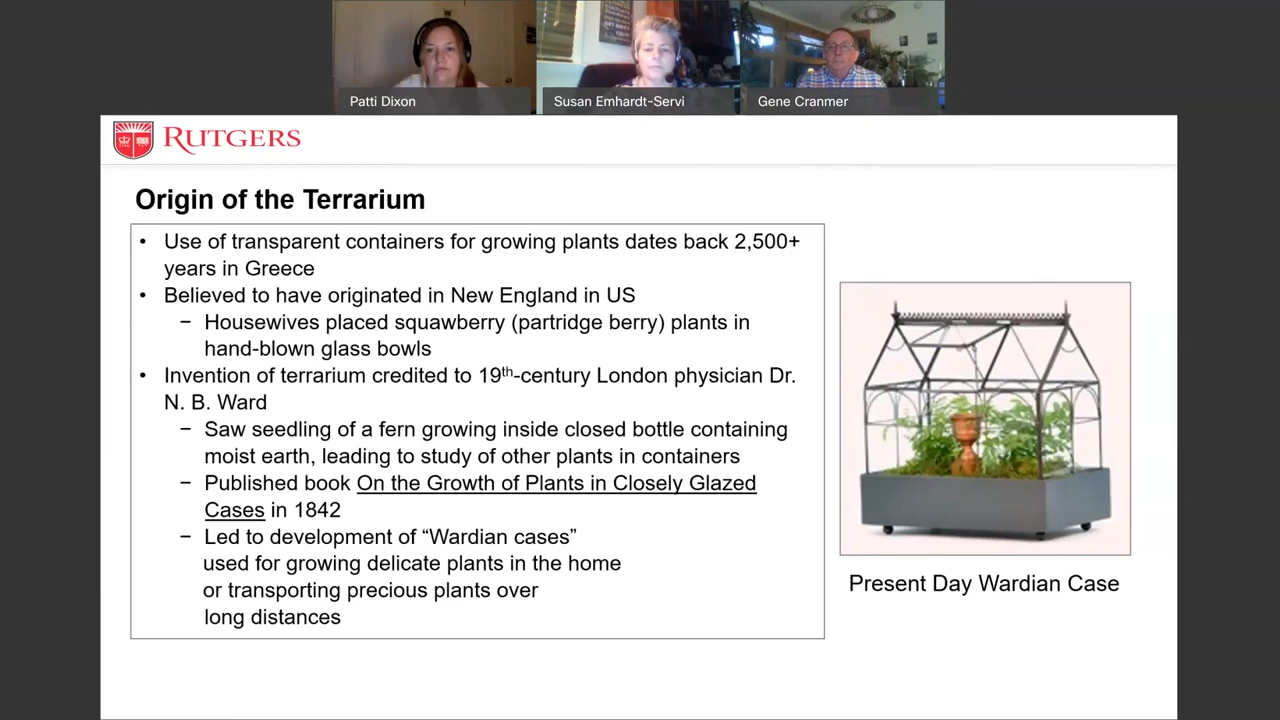 Patti Dixon
Susan Emhardt-Servi
Gene Cranmer
RUTGERS
Origin of the Terrarium
• Use of transparent containers for growing plants dates back 2,500+
years in Greece
• Believed to have originated in New England in US
− Housewives placed squawberry (partridge berry) plants in
hand-blown glass bowls
• Invention of terrarium credited to 19th-century London physician Dr.
N. B. Ward
− Saw seedling of a fern growing inside closed bottle containing
moist earth, leading to study of other plants in containers
− Published book On the Growth of Plants in Closely Glazed
Cases in 1842
− Led to development of “Wardian cases”
used for growing delicate plants in the home
or transporting precious plants over
long distances
Present Day Wardian Case